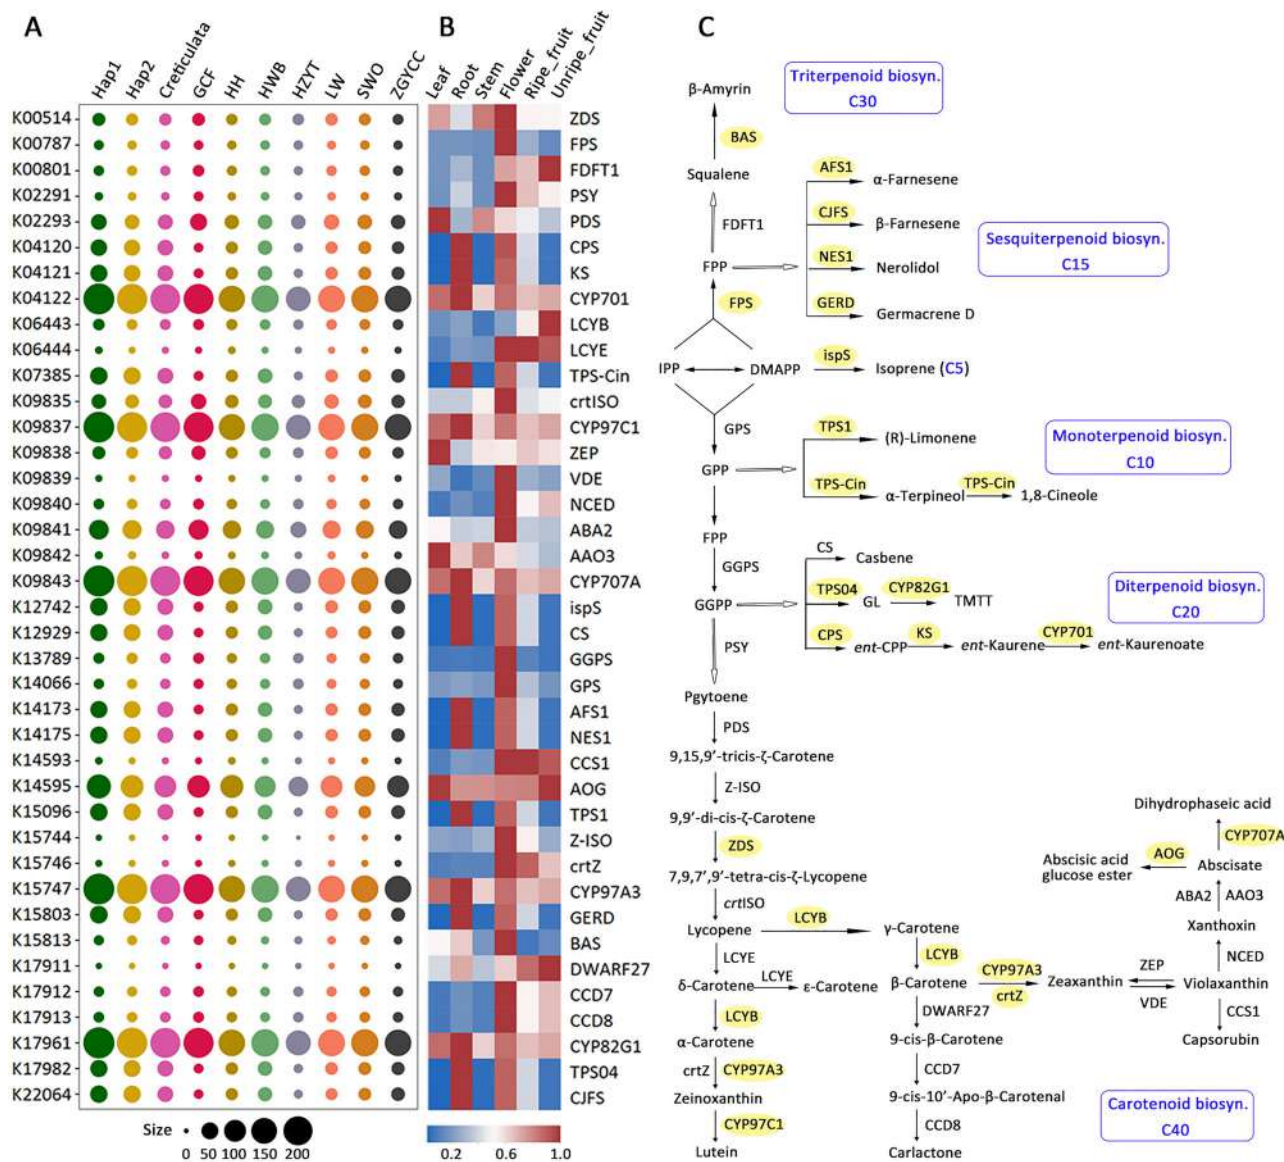 A
B
C
Hap1 Hap2 Creticulata GCF HH HWB HZYT LW SWO ZGYCC
Leaf Root Stem Flower Ripe_fruit Unripe_fruit
K00514 ZDS
K00787 FPS
K00801 FDFT1
K02291 PSY
K02293 PDS
K04120 CPS
K04121 KS
K04122 CYP701
K06443 LCYB
K06444 LCYE
K07385 TPS-Cin
K09835 crtISO
K09837 CYP97C1
K09838 ZEP
K09839 VDE
K09840 NCED
K09841 ABA2
K09842 AAO3
K09843 CYP707A
K12742 ispS
K12929 CS
K13789 GGPS
K14066 GPS
K14173 AFS1
K14175 NES1
K14593 CCS1
K14595 AOG
K15096 TPS1
K15744 Z-ISO
K15746 crtZ
K15747 CYP97A3
K15803 GERD
K15813 BAS
K17911 DWARF27
K17912 CCD7
K17913 CCD8
K17961 CYP82G1
K17982 TPS04
K22064 CJFS
Size
0 50 100 150 200
0.2 0.6 1.0
Triterpenoid biosyn.
C30
β-Amyrin
BAS
Squalene
FDFT1
FPP
FPS
AFS1
α-Farnesene
CJFS
β-Farnesene
NES1
Nerolidol
GERD
Germacrene D
Sesquiterpenoid biosyn.
C15
IPP
DMAPP
ispS
Isoprene (C5)
GPS
GPP
TPS1
(R)-Limonene
TPS-Cin
α-Terpineol
TPS-Cin
1,8-Cineole
Monoterpenoid biosyn.
C10
FPP
GGPS
GGPP
CS
Casbene
TPS04
GL
CYP82G1
TMTT
CPS
ent-CPP
KS
ent-Kaurene
CYP701
ent-Kaurenoate
Diterpenoid biosyn.
C20
PSY
Pgytoene
PDS
9,15,9′-tricis-ζ-Carotene
Z-ISO
9,9′-di-cis-ζ-Carotene
ZDS
7,9,7′,9′-tetra-cis-ζ-Lycopene
crtISO
Lycopene
LCYB
γ-Carotene
LCYE
LCYB
δ-Carotene
LCYE
ε-Carotene
β-Carotene
CYP97A3
crtZ
Zeaxanthin
ZEP
VDE
Violaxanthin
NCED
Xanthoxin
ABA2
AAO3
Abscisate
AOG
Abscisic acid
glucose ester
CYP707A
Dihydrophaseic acid
CCS1
Capsorubin
LCYB
α-Carotene
crtZ
CYP97A3
Zeinoxanthin
CYP97C1
Lutein
DWARF27
9-cis-β-Carotene
CCD7
9-cis-10′-Apo-β-Carotenal
CCD8
Carlactone
Carotenoid biosyn.
C40